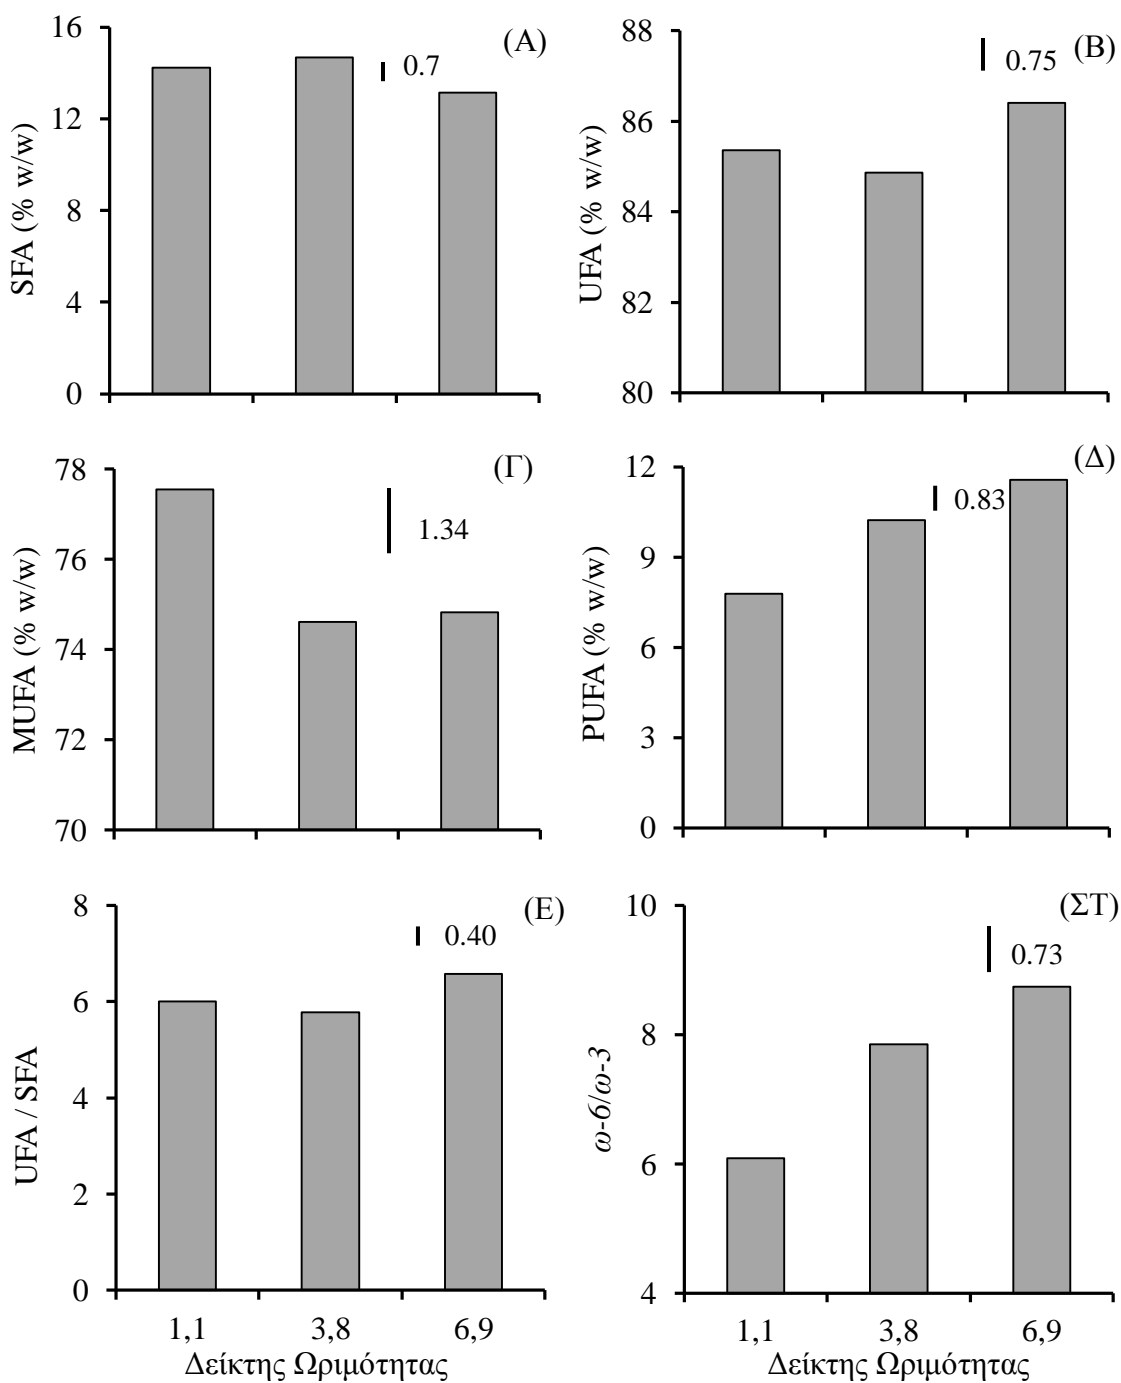 (Α)
0.7
SFA (% w/w)
16
12
8
4
0
(Β)
0.75
UFA (% w/w)
88
86
84
82
80
(Γ)
1.34
MUFA (% w/w)
78
76
74
72
70
(Δ)
0.83
PUFA (% w/w)
12
9
6
3
0
(Ε)
0.40
UFA / SFA
8
6
4
2
0
1,1 3,8 6,9
Δείκτης Ωριμότητας
(ΣΤ)
0.73
ω-6/ω-3
10
8
6
4
1,1 3,8 6,9
Δείκτης Ωριμότητας